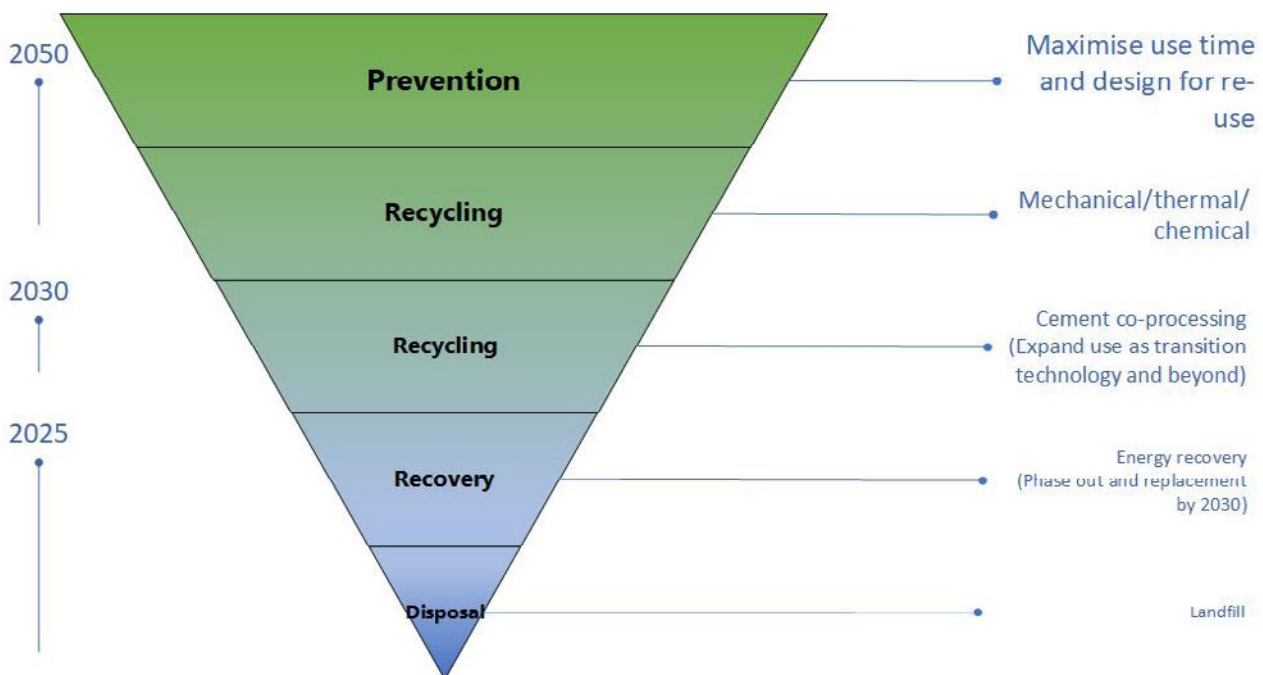 2050
Prevention
Maximise use time
and design for re-
use
Recycling
Mechanical/thermal/
chemical
2030
Recycling
Cement co-processing
(Expand use as transition
technology and beyond)
2025
Recovery
Energy recovery
(Phase out and replacement
by 2030)
Disposal
Landfill